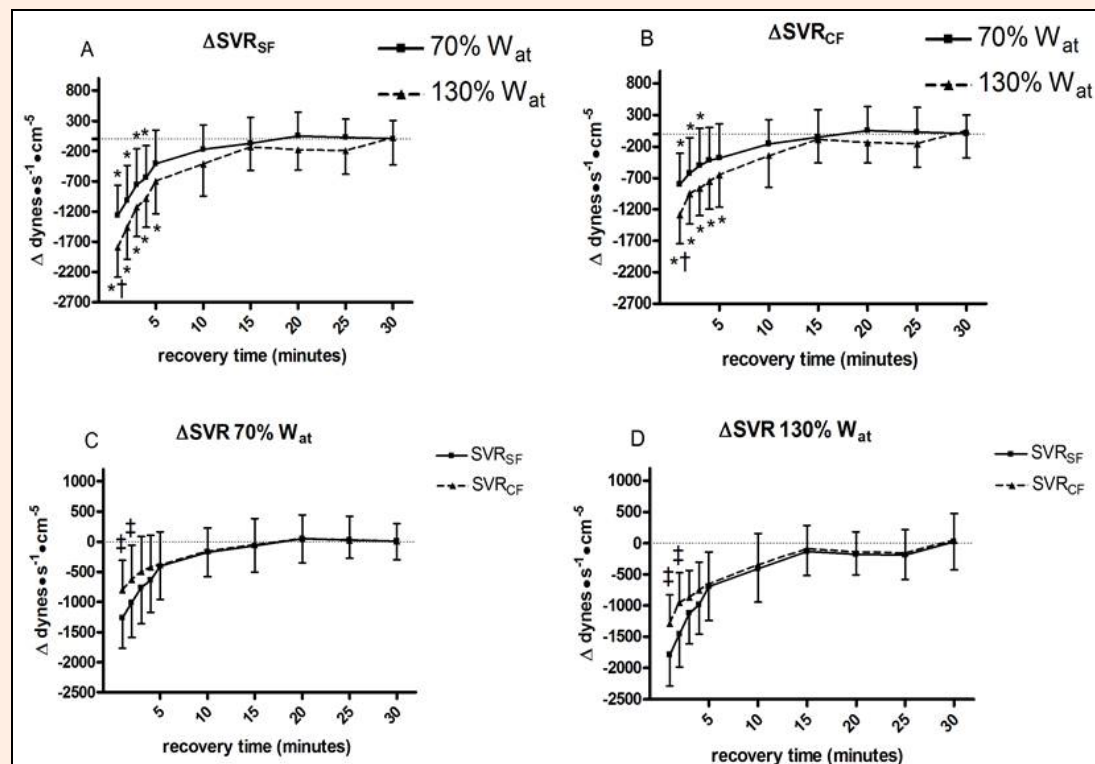 A
ΔSVR_SF
70% W_at
130% W_at
800
300
-200
-700
-1200
-1700
-2200
-2700
Δ dynes•s⁻¹•cm⁻⁵
* * * *
* * * * *
* †
5 10 15 20 25 30
recovery time (minutes)
B
ΔSVR_CF
70% W_at
130% W_at
800
300
-200
-700
-1200
-1700
-2200
-2700
Δ dynes•s⁻¹•cm⁻⁵
* * *
* * * *
* †
5 10 15 20 25 30
recovery time (minutes)
C
ΔSVR 70% W_at
SVR_SF
SVR_CF
1000
500
0
-500
-1000
-1500
-2000
-2500
Δ dynes•s⁻¹•cm⁻⁵
‡ ‡
5 10 15 20 25 30
recovery time (minutes)
D
ΔSVR 130% W_at
SVR_SF
SVR_CF
1000
500
0
-500
-1000
-1500
-2000
-2500
Δ dynes•s⁻¹•cm⁻⁵
‡ ‡
5 10 15 20 25 30
recovery time (minutes)